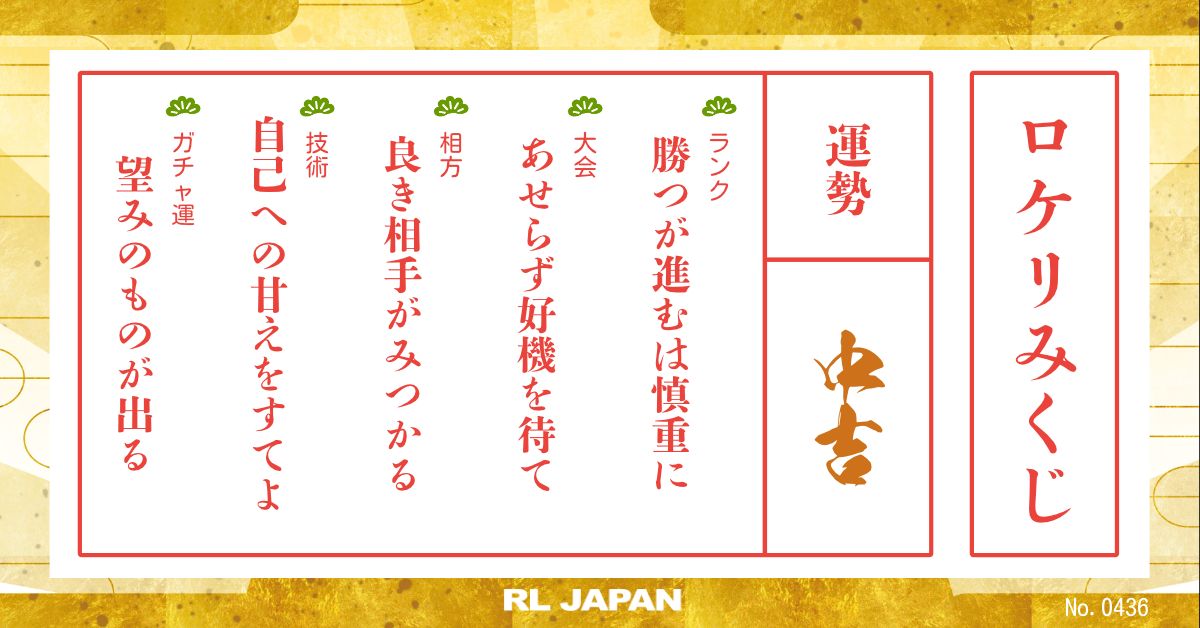 ロケリみくじ
運勢
中吉
ランク
勝つが進むは慎重に
大会
あせらず好機を待て
相方
良き相手がみつかる
技術
自己への甘えをすてよ
ガチャ運
望みのものが出る
RL JAPAN
No. 0436